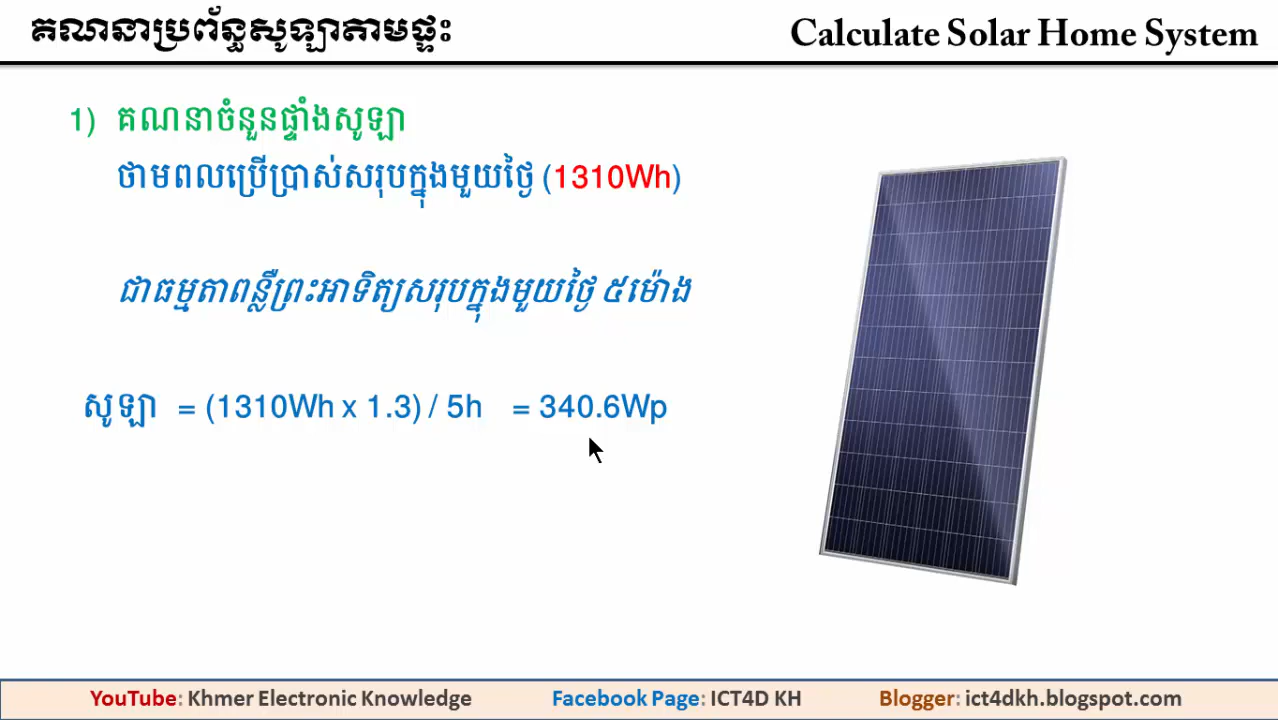 គណនាប្រព័ន្ធសូឡាតាមផ្ទះ Calculate Solar Home System
1) គណនាចំនួនផ្ទាំងសូឡា
ថាមពលប្រើប្រាស់សរុបក្នុងមួយថ្ងៃ (1310Wh)
ជាធម្មតាពន្លឺព្រះអាទិត្យសរុបក្នុងមួយថ្ងៃ ៥ម៉ោង
សូឡា = (1310Wh x 1.3) / 5h = 340.6Wp
YouTube: Khmer Electronic Knowledge Facebook Page: ICT4D KH Blogger: ict4dkh.blogspot.com